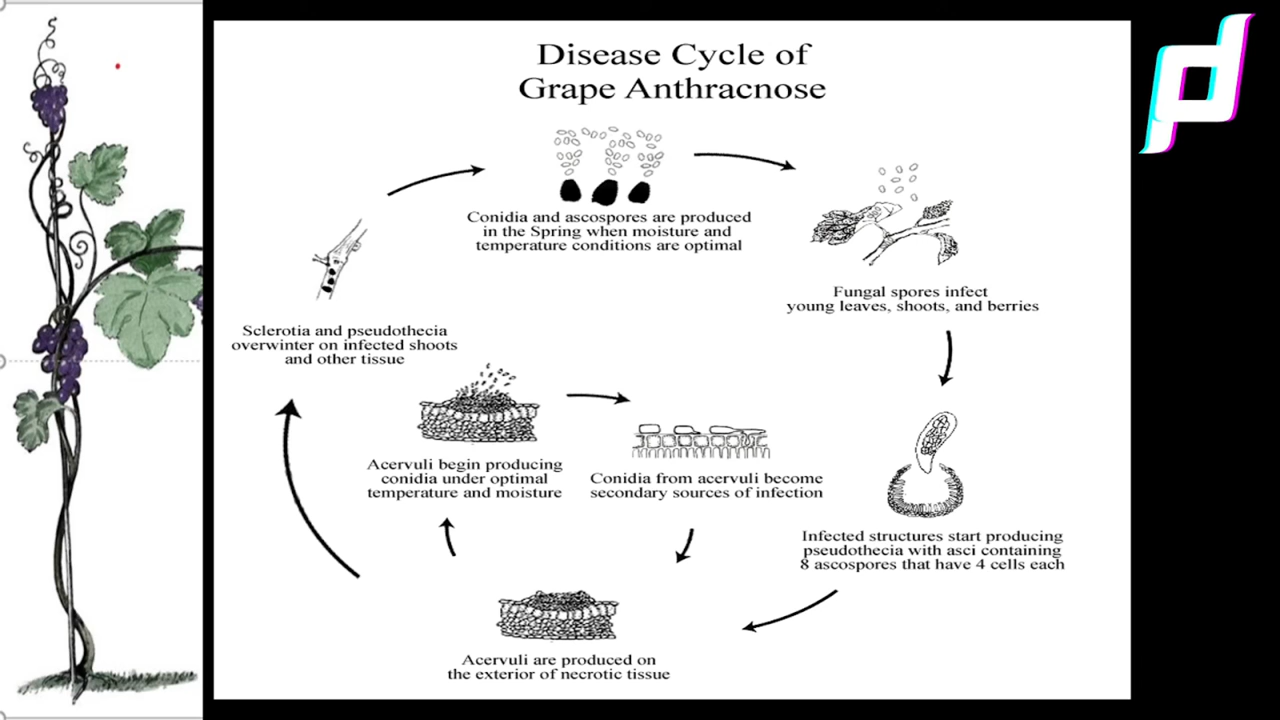 Disease Cycle of
Grape Anthracnose
Conidia and ascospores are produced
in the Spring when moisture and
temperature conditions are optimal
Fungal spores infect
young leaves, shoots, and berries
Sclerotia and pseudothecia
overwinter on infected shoots
and other tissue
Acervuli begin producing
conidia under optimal
temperature and moisture
Conidia from acervuli become
secondary sources of infection
Infected structures start producing
pseudothecia with asci containing
8 ascospores that have 4 cells each
Acervuli are produced on
the exterior of necrotic tissue